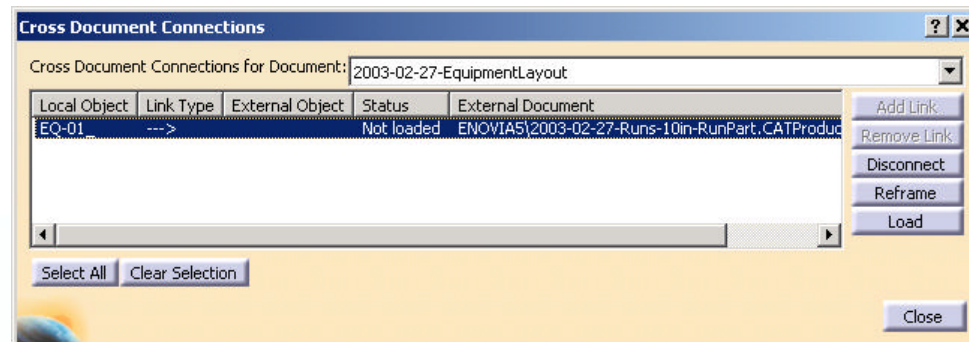 Cross Document Connections
Cross Document Connections for Document: 2003-02-27-EquipmentLayout
Local Object Link Type External Object Status External Document
EQ-01_ ---> Not loaded ENOVIA5\2003-02-27-Runs-10in-RunPart.CATProduc
Add Link
Remove Link
Disconnect
Reframe
Load
Select All Clear Selection
Close